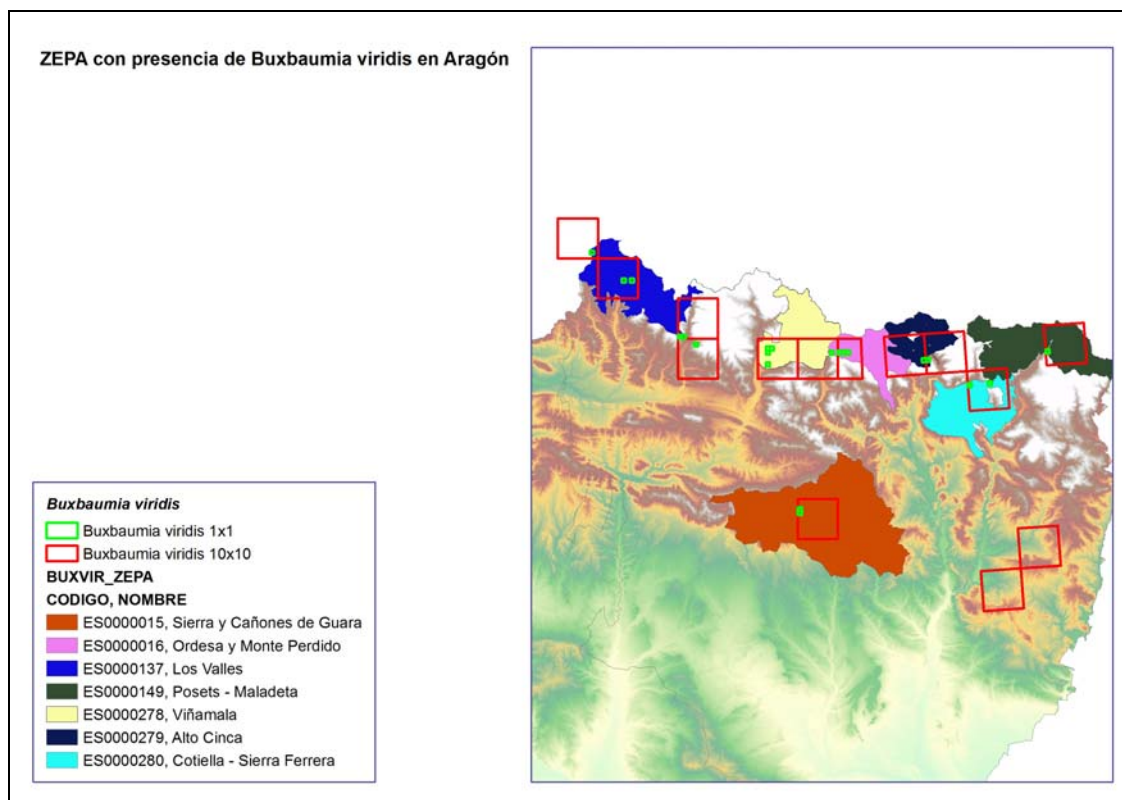 ZEPA con presencia de Buxbaumia viridis en Aragón
Buxbaumia viridis
Buxbaumia viridis 1x1
Buxbaumia viridis 10x10
BUXVIR_ZEPA
CODIGO, NOMBRE
ES0000015, Sierra y Cañones de Guara
ES0000016, Ordesa y Monte Perdido
ES0000137, Los Valles
ES0000149, Posets - Maladeta
ES0000278, Viñamala
ES0000279, Alto Cinca
ES0000280, Cotiella - Sierra Ferrera